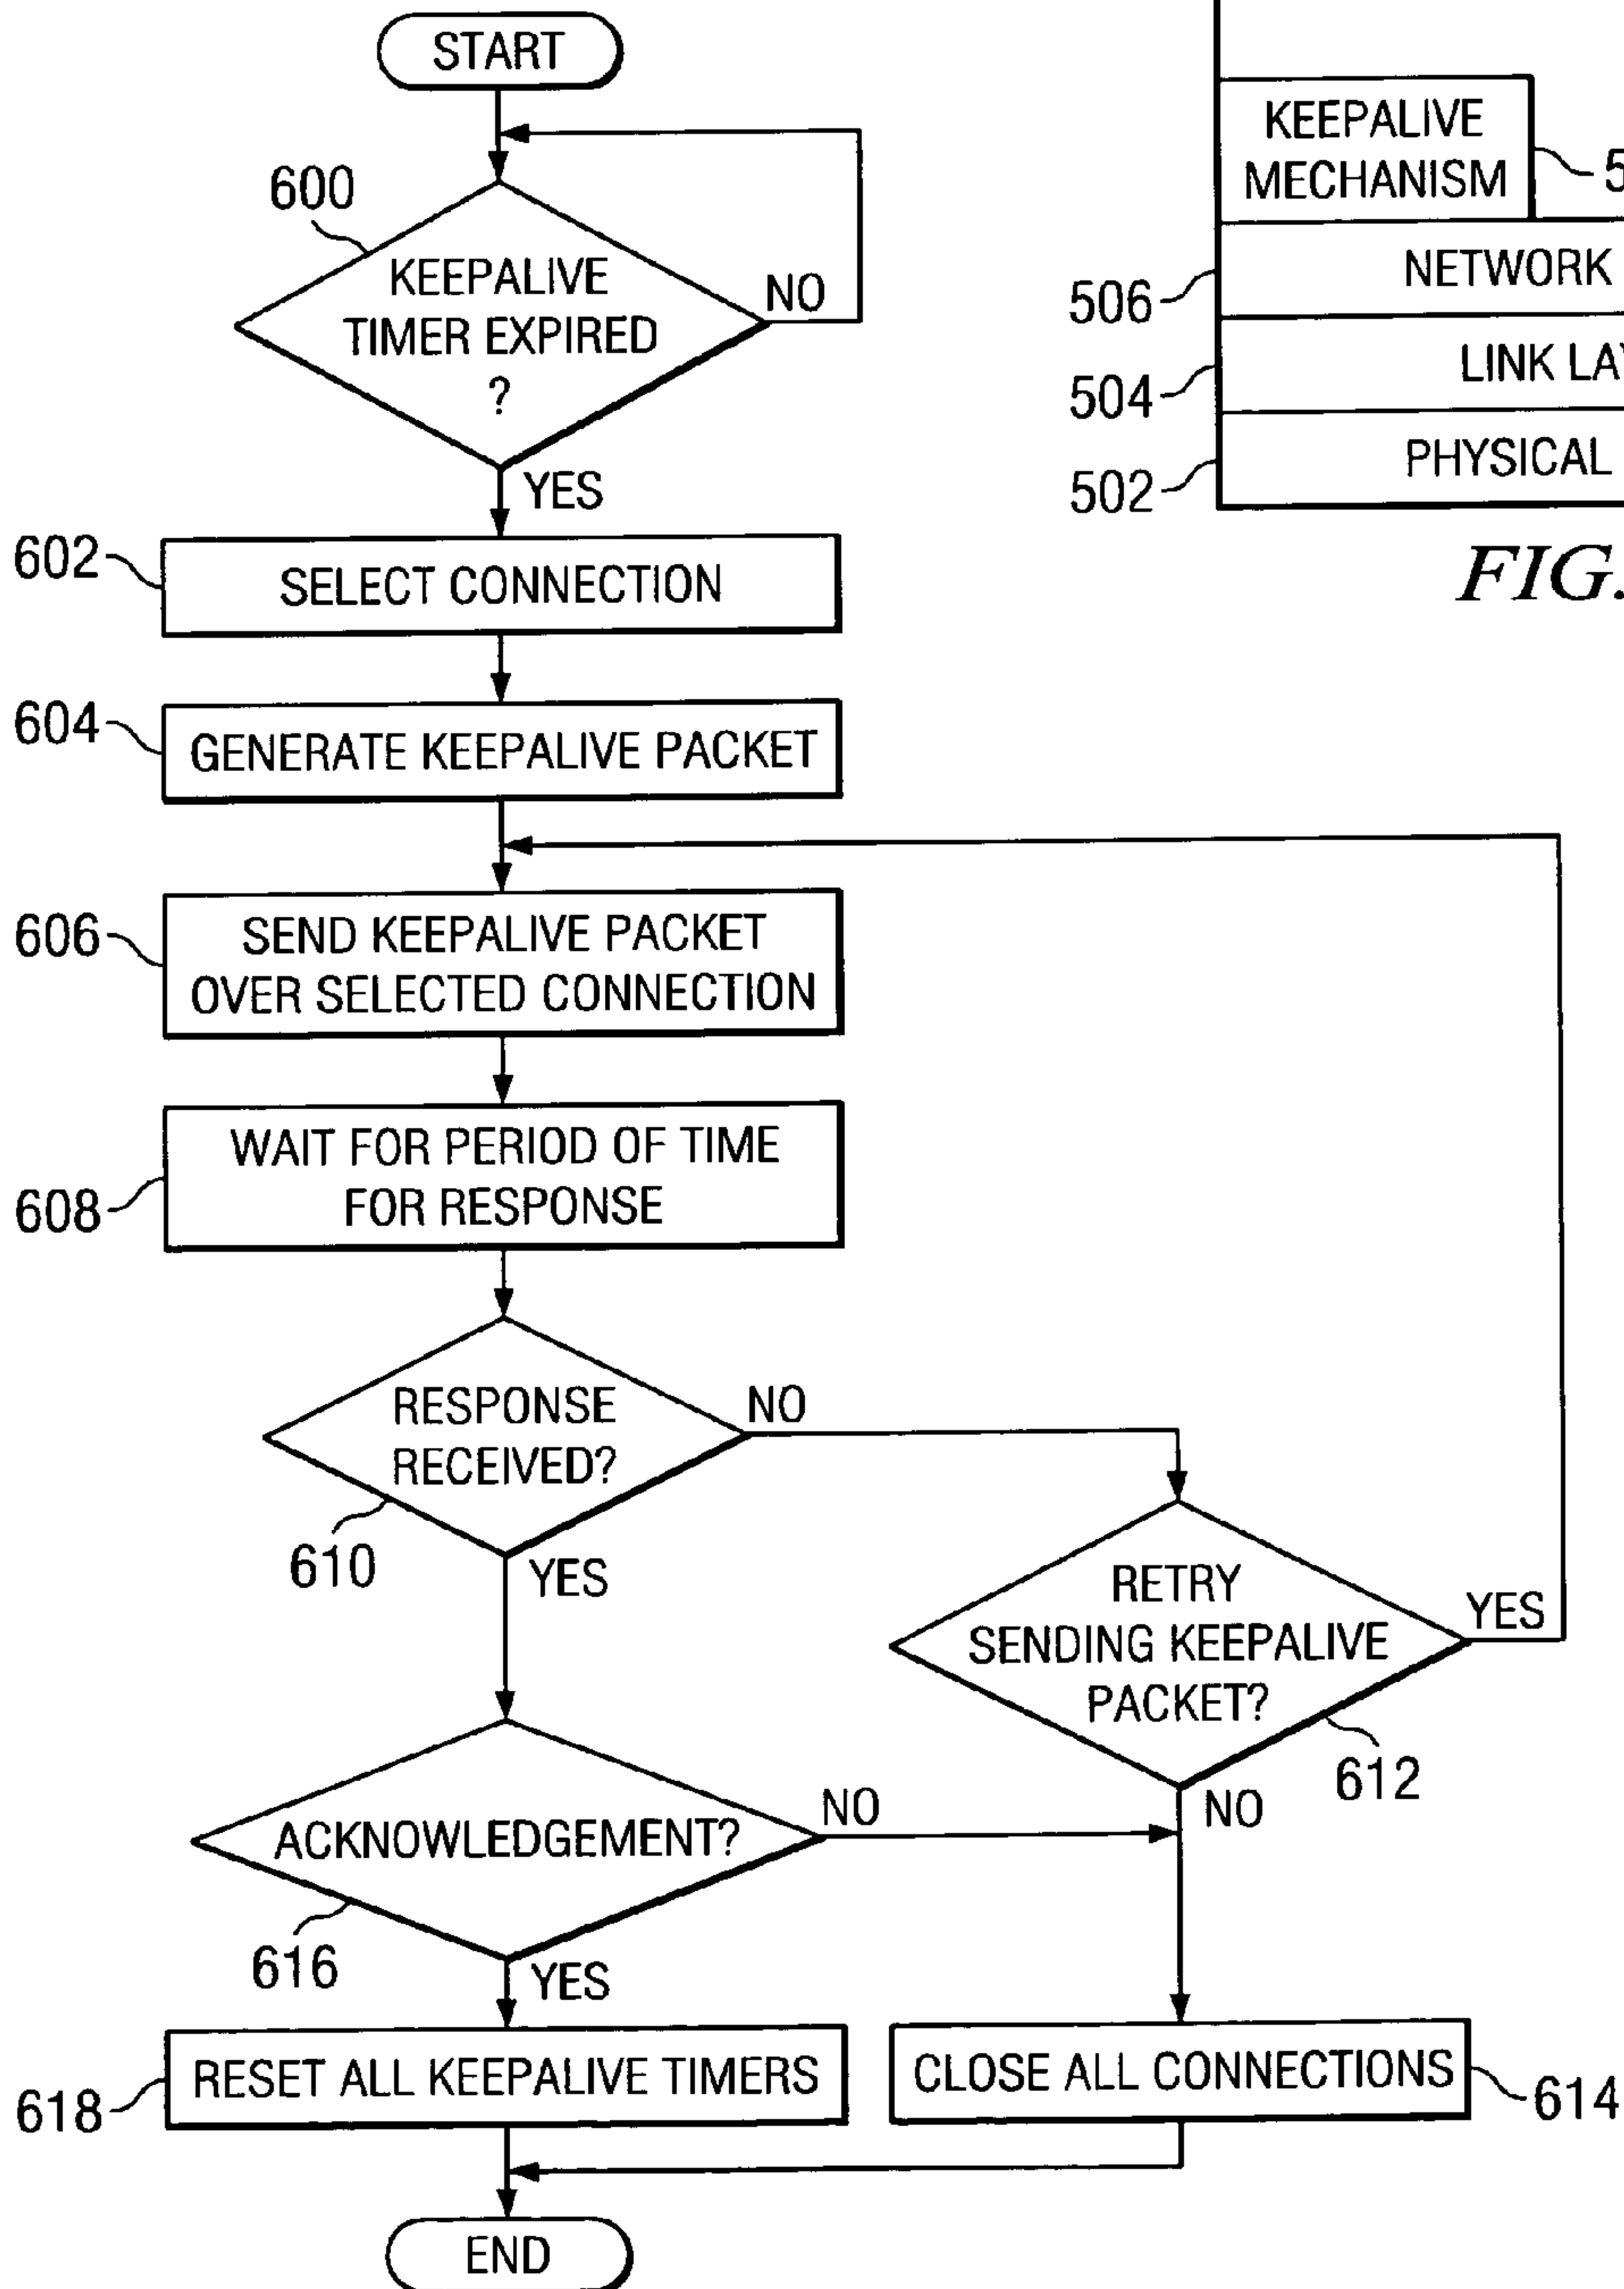 START
600
KEEPALIVE
TIMER EXPIRED
?
NO
YES
602
SELECT CONNECTION
604
GENERATE KEEPALIVE PACKET
606
SEND KEEPALIVE PACKET
OVER SELECTED CONNECTION
608
WAIT FOR PERIOD OF TIME
FOR RESPONSE
RESPONSE
RECEIVED?
NO
610
YES
RETRY
SENDING KEEPALIVE
PACKET?
YES
612
NO
ACKNOWLEDGEMENT?
NO
616
YES
618
RESET ALL KEEPALIVE TIMERS
CLOSE ALL CONNECTIONS
614
END
KEEPALIVE
MECHANISM
506
NETWORK
504
LINK
502
PHYSICAL
FIG.